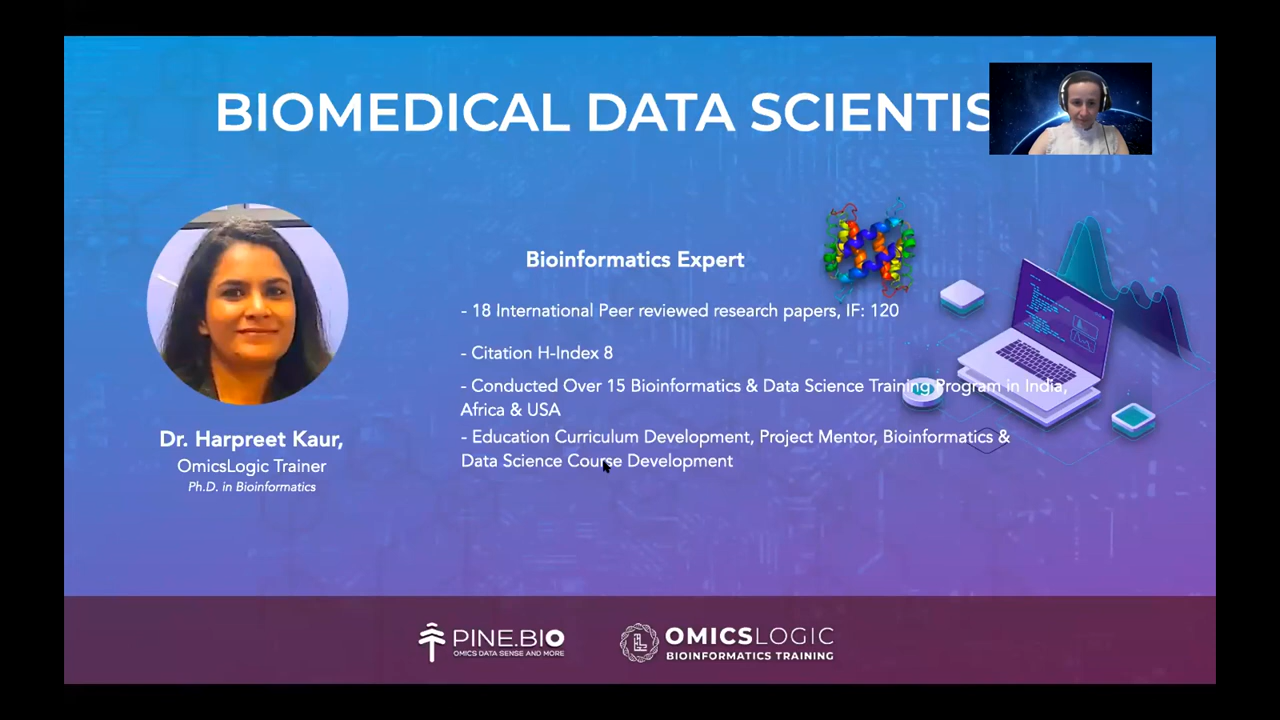 BIOMEDICAL DATA SCIENTIS
Bioinformatics Expert
- 18 International Peer reviewed research papers, IF: 120
- Citation H-Index 8
- Conducted Over 15 Bioinformatics & Data Science Training Program in India,
Africa & USA
- Education Curriculum Development, Project Mentor, Bioinformatics &
Data Science Course Development
Dr. Harpreet Kaur,
OmicsLogic Trainer
Ph.D. in Bioinformatics
PINE.BIO
OMICS DATA SENSE AND MORE
OMICSLOGIC
BIOINFORMATICS TRAINING